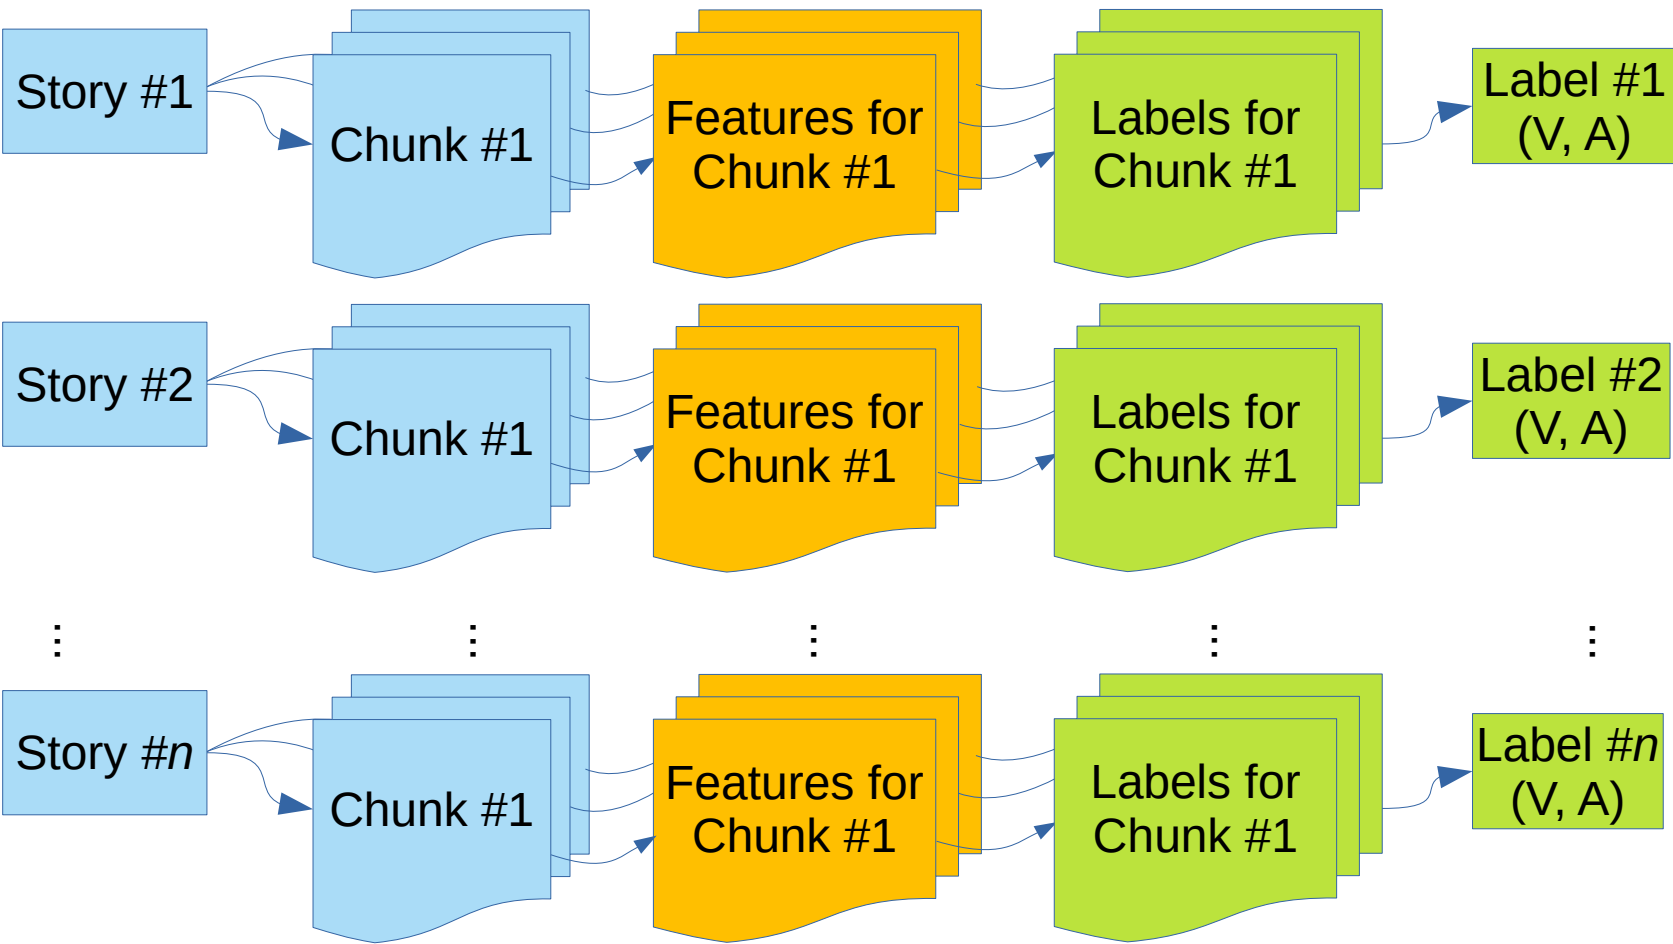 Story #1
Chunk #1
Features for
Chunk #1
Labels for
Chunk #1
Label #1
(V, A)
Story #2
Chunk #1
Features for
Chunk #1
Labels for
Chunk #1
Label #2
(V, A)
... ... ... ... ...
Story #n
Chunk #1
Features for
Chunk #1
Labels for
Chunk #1
Label #n
(V, A)